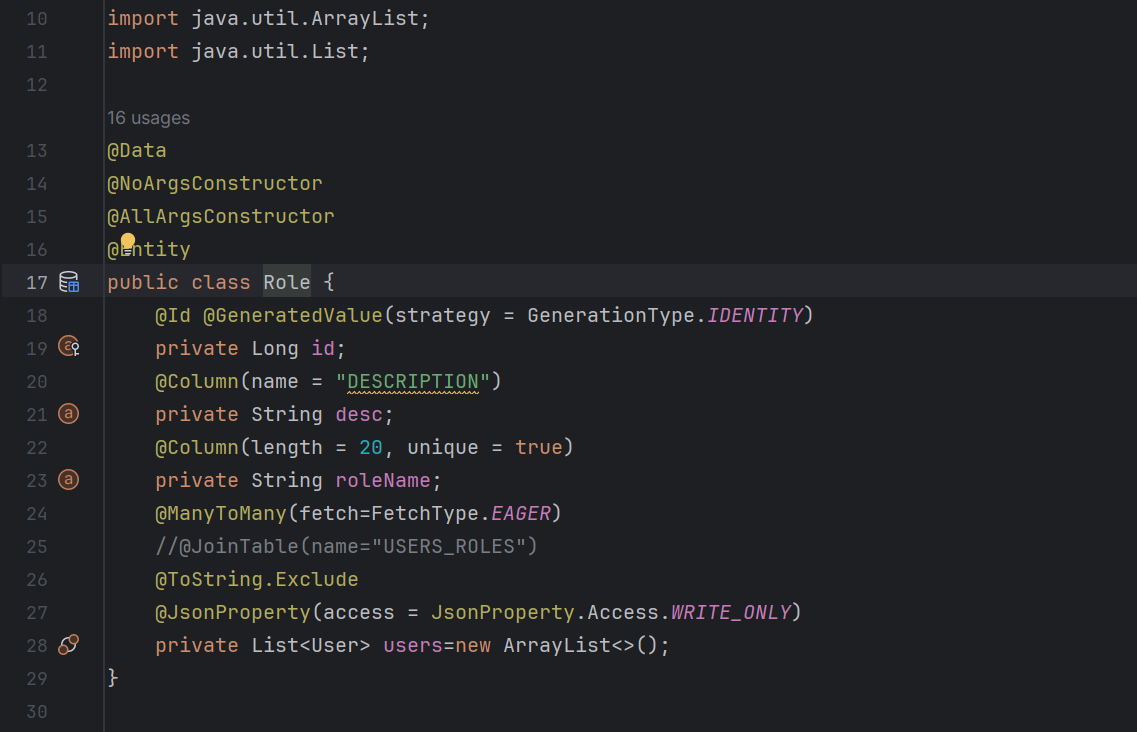 10 import java.util.ArrayList;
11 import java.util.List;
12
16 usages
13 @Data
14 @NoArgsConstructor
15 @AllArgsConstructor
16 @Entity
17 public class Role {
18 @Id @GeneratedValue(strategy = GenerationType.IDENTITY)
19 private Long id;
20 @Column(name = "DESCRIPTION")
21 private String desc;
22 @Column(length = 20, unique = true)
23 private String roleName;
24 @ManyToMany(fetch=FetchType.EAGER)
25 //@JoinTable(name="USERS_ROLES")
26 @ToString.Exclude
27 @JsonProperty(access = JsonProperty.Access.WRITE_ONLY)
28 private List<User> users=new ArrayList<>();
29 }
30